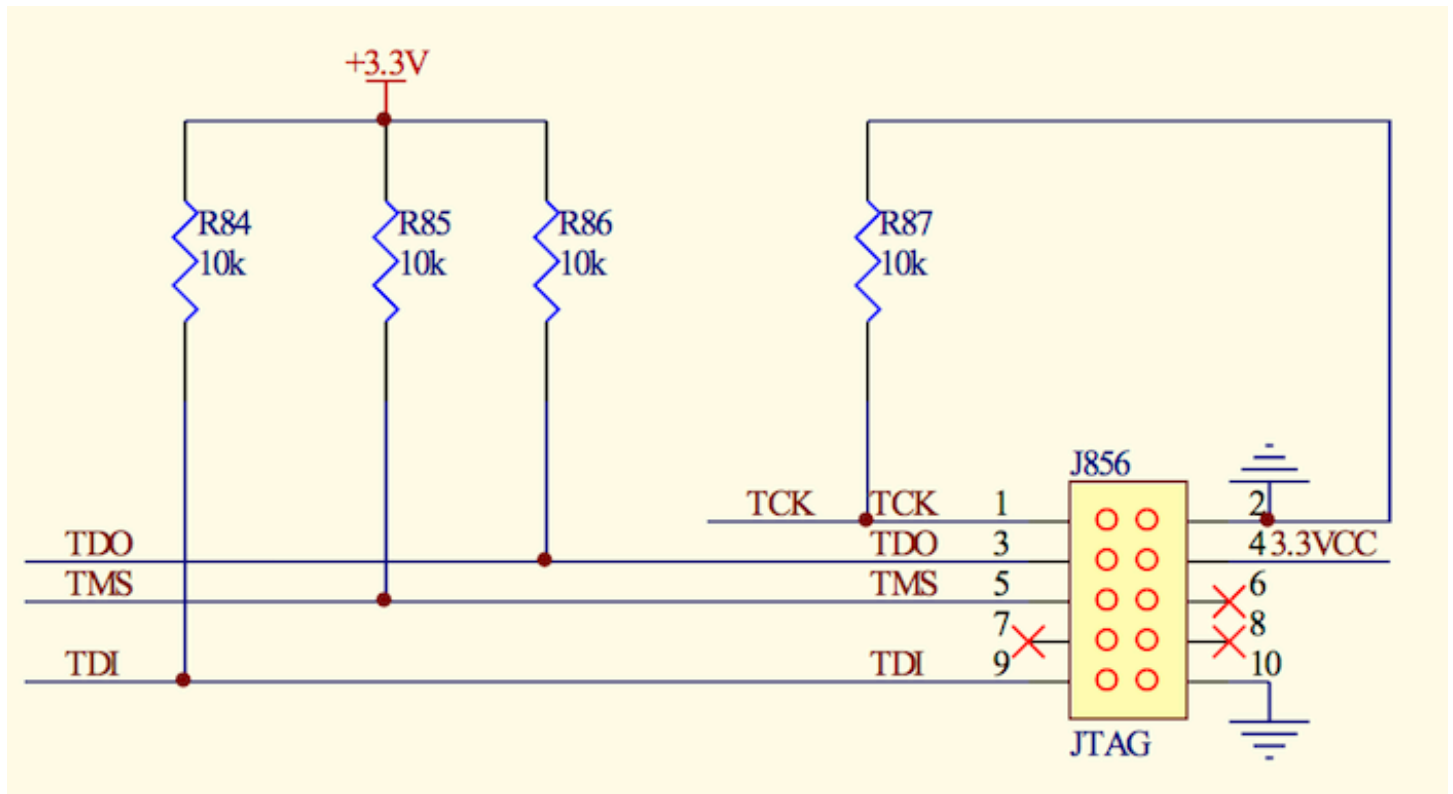 +3.3V
R84
10k
R85
10k
R86
10k
R87
10k
J856
TCK
TCK
1
2
TDO
TDO
3
4
3.3VCC
TMS
TMS
5
6
7
8
TDI
TDI
9
10
JTAG